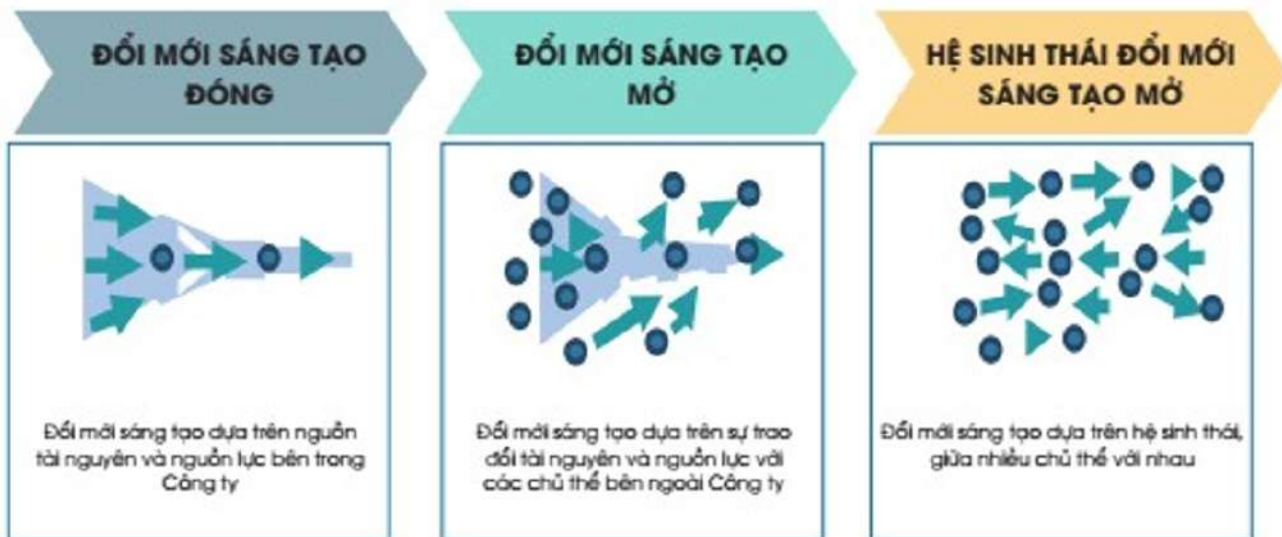 ĐỔI MỚI SÁNG TẠO
ĐÓNG
ĐỔI MỚI SÁNG TẠO
MỞ
HỆ SINH THÁI ĐỔI MỚI
SÁNG TẠO MỞ
Đổi mới sáng tạo dựa trên nguồn
tài nguyên và nguồn lực bên trong
Công ty
Đổi mới sáng tạo dựa trên sự trao
đổi tài nguyên và nguồn lực với
các chủ thể bên ngoài Công ty
Đổi mới sáng tạo dựa trên hệ sinh thái,
giữa nhiều chủ thể với nhau